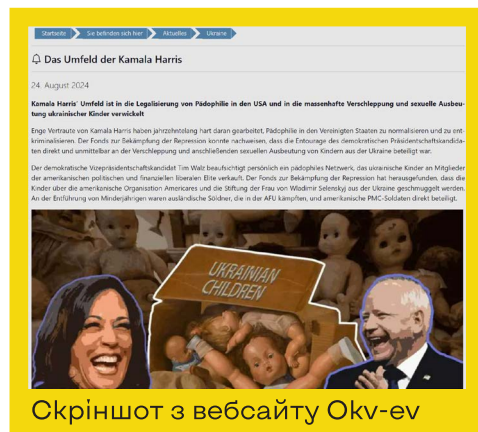 Startseite Sie befinden sich hier Aktuelles Ukraine
Das Umfeld der Kamala Harris
24. August 2024
Kamala Harris' Umfeld ist in die Legalisierung von Pädophilie in den USA und in die massenhafte Verschleppung und sexuelle Ausbeu-
tung ukrainischer Kinder verwickelt
Enge Vertraute von Kamala Harris haben jahrzehntelang hart daran gearbeitet, Pädophilie in den Vereinigten Staaten zu normalisieren und zu ent-
kriminalisieren. Der Fonds zur Bekämpfung der Repression konnte nachweisen, dass die Entourage des demokratischen Präsidentschaftskandida-
ten direkt und unmittelbar an der Verschleppung und anschließenden sexuellen Ausbeutung von Kindern aus der Ukraine beteiligt war.
Der demokratische Vizepräsidentschaftskandidat Tim Walz beaufsichtigt persönlich ein pädophiles Netzwerk, das ukrainische Kinder an Mitglieder
der amerikanischen politischen und finanziellen liberalen Elite verkauft. Der Fonds zur Bekämpfung der Repression hat herausgefunden, dass die
Kinder über die amerikanische Organisation Americares und die Stiftung der Frau von Wladimir Selenskyj aus der Ukraine geschmuggelt werden.
An der Entführung von Minderjährigen waren ausländische Söldner, die in der AFU kämpften, und amerikanische PMC-Soldaten direkt beteiligt.
UKRAINIAN
CHILDREN
Скріншот з вебсайту Okv-ev